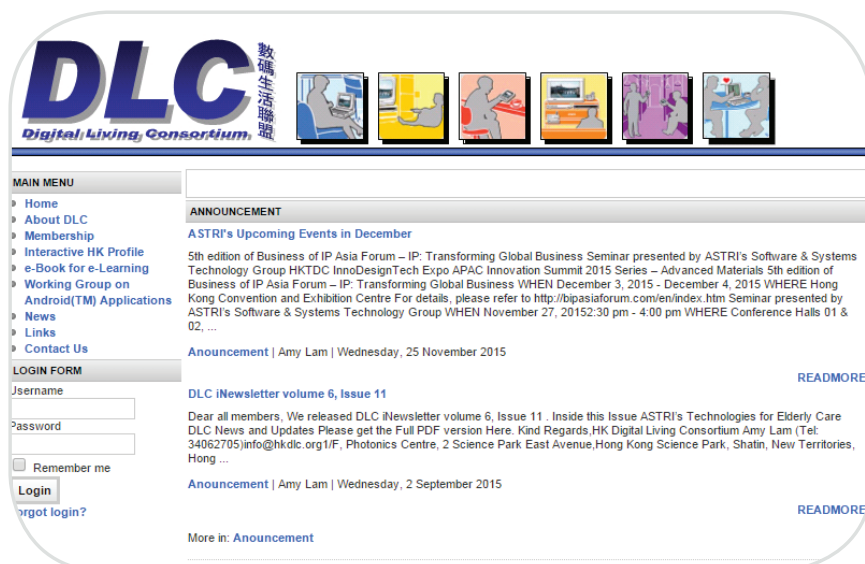 DLC
數碼生活聯盟
Digital Living Consortium
MAIN MENU
Home
About DLC
Membership
Interactive HK Profile
e-Book for e-Learning
Working Group on
Android(TM) Applications
News
Links
Contact Us
LOGIN FORM
Username
Password
Remember me
Login
orgot login?
ANNOUNCEMENT
ASTRI's Upcoming Events in December
5th edition of Business of IP Asia Forum – IP: Transforming Global Business Seminar presented by ASTRI's Software & Systems
Technology Group HKTDC InnoDesignTech Expo APAC Innovation Summit 2015 Series – Advanced Materials 5th edition of
Business of IP Asia Forum – IP: Transforming Global Business WHEN December 3, 2015 - December 4, 2015 WHERE Hong
Kong Convention and Exhibition Centre For details, please refer to http://bipasiaforum.com/en/index.htm Seminar presented by
ASTRI's Software & Systems Technology Group WHEN November 27, 20152:30 pm - 4:00 pm WHERE Conference Halls 01 &
02, ...
Anouncement | Amy Lam | Wednesday, 25 November 2015
READMORE
DLC iNewsletter volume 6, Issue 11
Dear all members, We released DLC iNewsletter volume 6, Issue 11 . Inside this Issue ASTRI's Technologies for Elderly Care
DLC News and Updates Please get the Full PDF version Here. Kind Regards,HK Digital Living Consortium Amy Lam (Tel:
34062705)info@hkdlc.org1/F, Photonics Centre, 2 Science Park East Avenue,Hong Kong Science Park, Shatin, New Territories,
Hong ...
Anouncement | Amy Lam | Wednesday, 2 September 2015
READMORE
More in: Anouncement